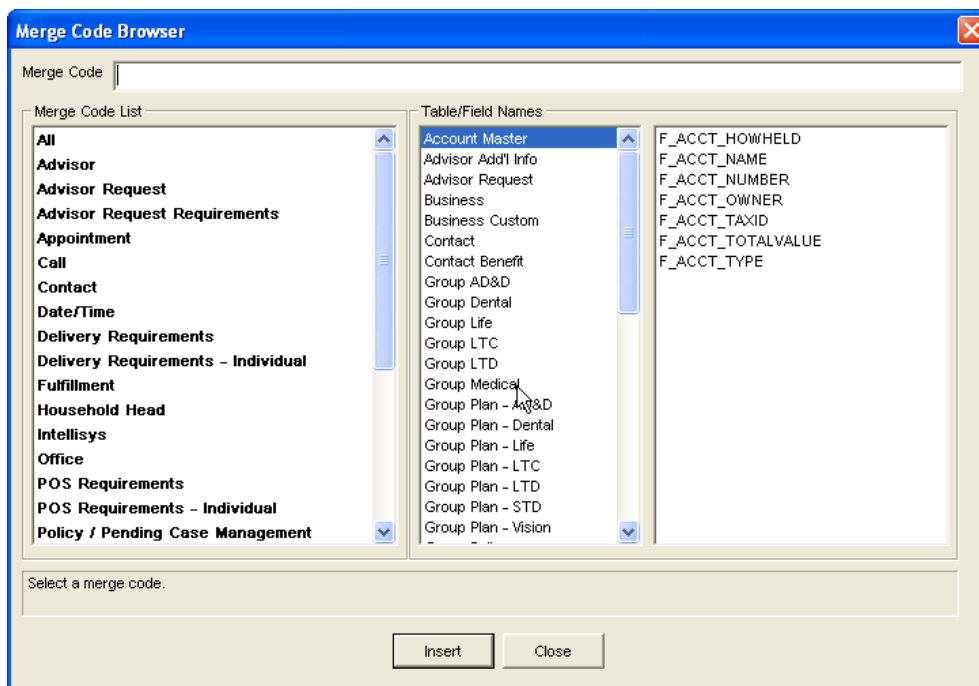 Merge Code Browser
Merge Code
Merge Code List
All
Advisor
Advisor Request
Advisor Request Requirements
Appointment
Call
Contact
Date/Time
Delivery Requirements
Delivery Requirements - Individual
Fulfillment
Household Head
Intellisys
Office
POS Requirements
POS Requirements - Individual
Policy / Pending Case Management
Table/Field Names
Account Master
Advisor Add'l Info
Advisor Request
Business
Business Custom
Contact
Contact Benefit
Group AD&D
Group Dental
Group Life
Group LTC
Group LTD
Group Medical
Group Plan - AD&D
Group Plan - Dental
Group Plan - Life
Group Plan - LTC
Group Plan - LTD
Group Plan - STD
Group Plan - Vision
F_ACCT_HOWHELD
F_ACCT_NAME
F_ACCT_NUMBER
F_ACCT_OWNER
F_ACCT_TAXID
F_ACCT_TOTALVALUE
F_ACCT_TYPE
Select a merge code.
Insert
Close